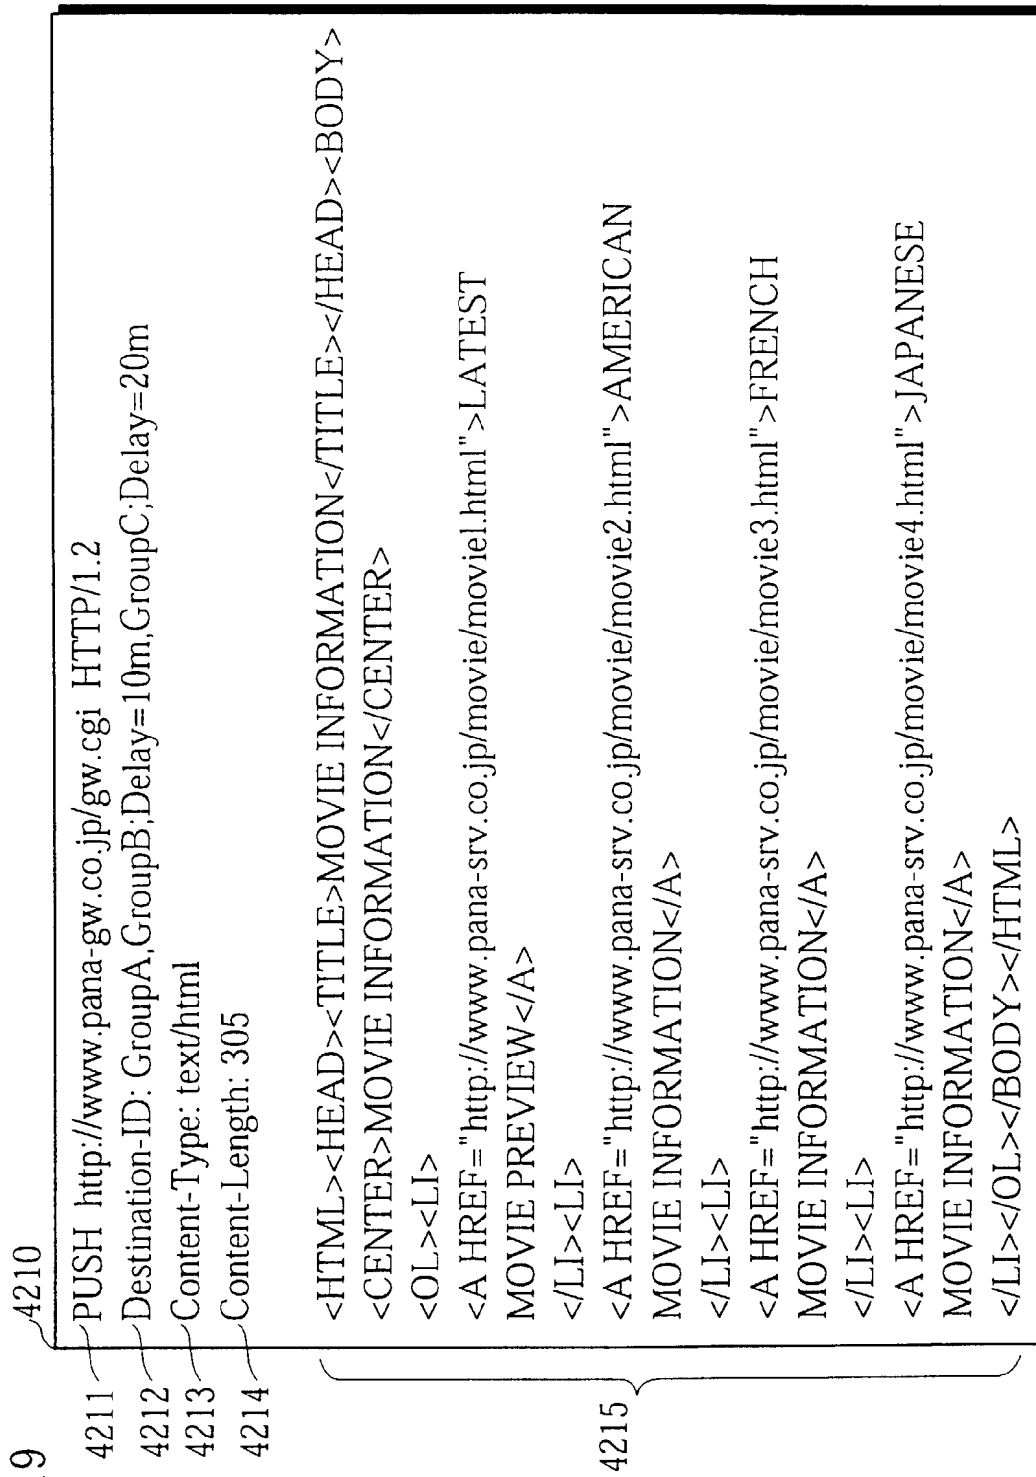 9
4210
4211 PUSH http://www.pana-gw.co.jp/gw.cgi HTTP/1.2
4212 Destination-ID: GroupA,GroupB;Delay=10m,GroupC;Delay=20m
4213 Content-Type: text/html
4214 Content-Length: 305
4215
<HTML><HEAD><TITLE>MOVIE INFORMATION</TITLE></HEAD><BODY>
<CENTER>MOVIE INFORMATION</CENTER>
<OL><LI>
<A HREF="http://www.pana-srv.co.jp/movie/movie1.html">LATEST
MOVIE PREVIEW</A>
</LI><LI>
<A HREF="http://www.pana-srv.co.jp/movie/movie2.html">AMERICAN
MOVIE INFORMATION</A>
</LI><LI>
<A HREF="http://www.pana-srv.co.jp/movie/movie3.html">FRENCH
MOVIE INFORMATION</A>
</LI><LI>
<A HREF="http://www.pana-srv.co.jp/movie/movie4.html">JAPANESE
MOVIE INFORMATION</A>
</LI></OL></BODY></HTML>